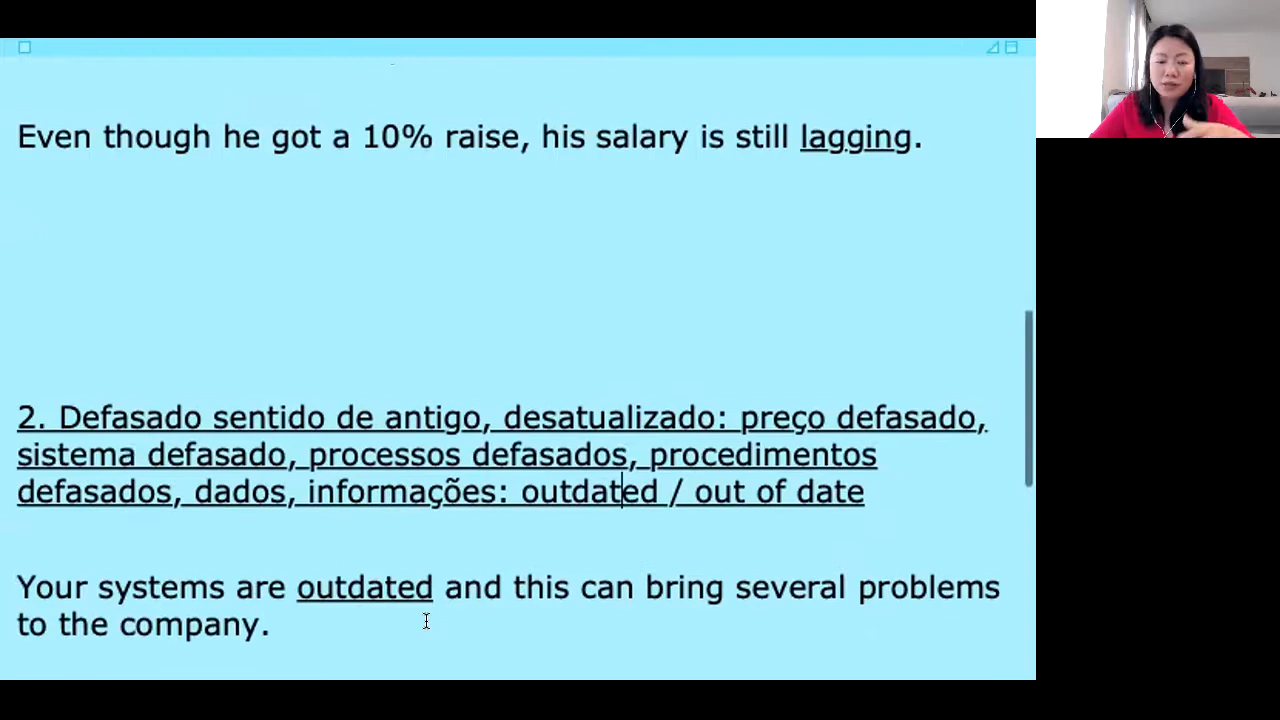 Even though he got a 10% raise, his salary is still lagging.
2. Defasado sentido de antigo, desatualizado: preço defasado,
sistema defasado, processos defasados, procedimentos
defasados, dados, informações: outdated / out of date
Your systems are outdated and this can bring several problems
to the company.